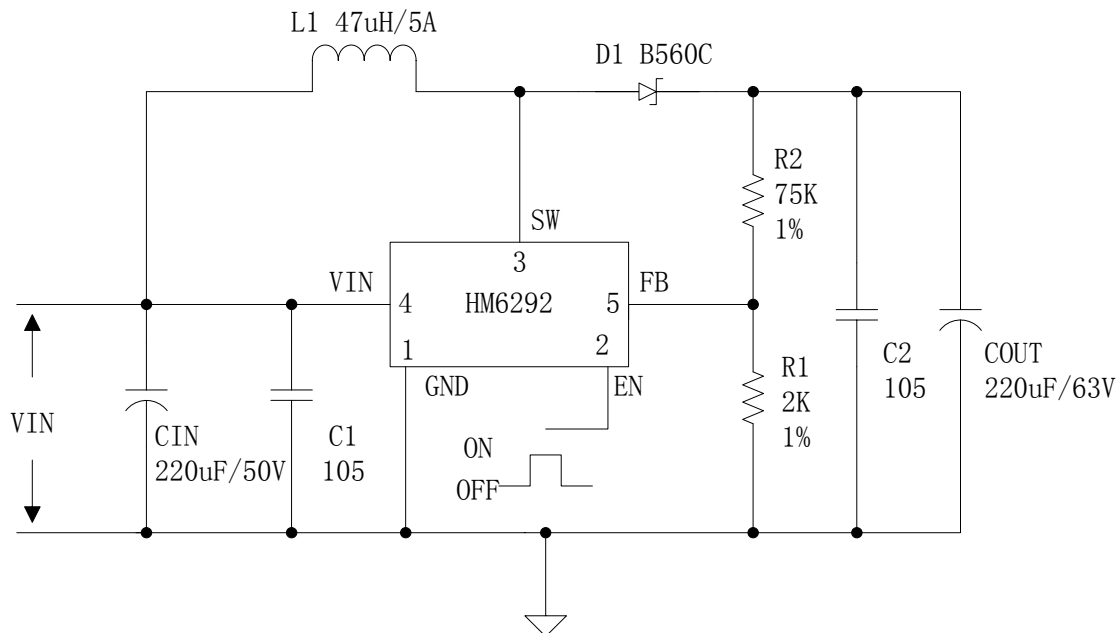 L1 47uH/5A
D1 B560C
R2
75K
1%
SW
3
VIN
4
HM6292
5
FB
1
2
GND
EN
R1
2K
1%
C2
105
COUT
220uF/63V
VIN
CIN
220uF/50V
C1
105
ON
OFF